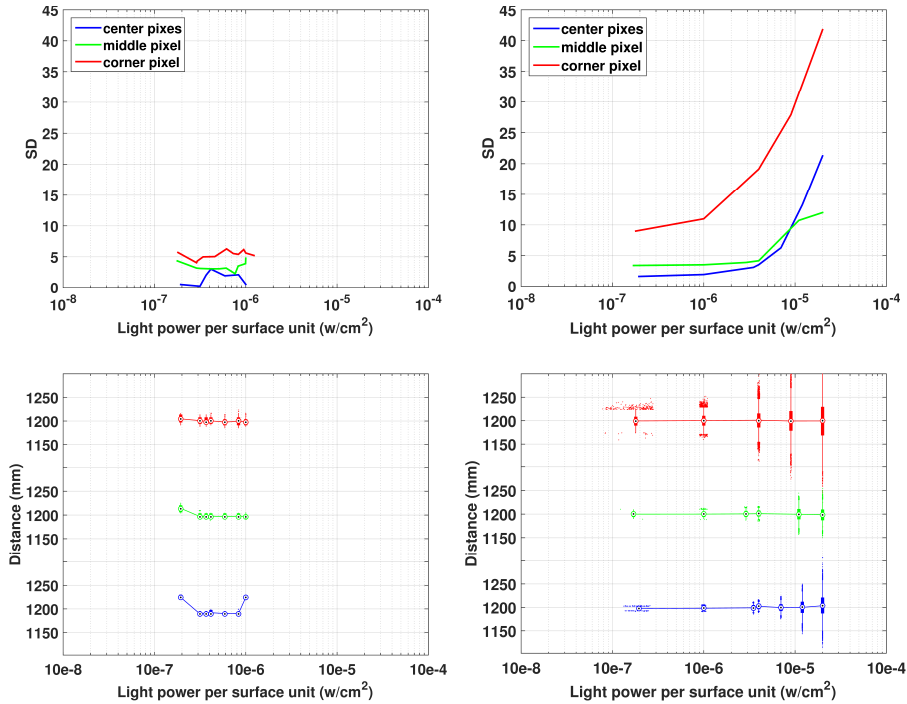 45
40
35
30
25
20
15
10
5
0
SD
center pixes
middle pixel
corner pixel
10-8
10-7
10-6
10-5
10-4
Light power per surface unit (w/cm2)
45
40
35
30
25
20
15
10
5
0
SD
center pixes
middle pixel
corner pixel
10-8
10-7
10-6
10-5
10-4
Light power per surface unit (w/cm2)
1200
1150
1250
1200
1150
1250
1200
1150
Distance (mm)
10e-8
10e-7
10e-6
10e-5
10e-4
Light power per surface unit (w/cm2)
1200
1150
1250
1200
1150
1250
1200
1150
Distance (mm)
10e-8
10e-7
10e-6
10e-5
10e-4
Light power per surface unit (w/cm2)